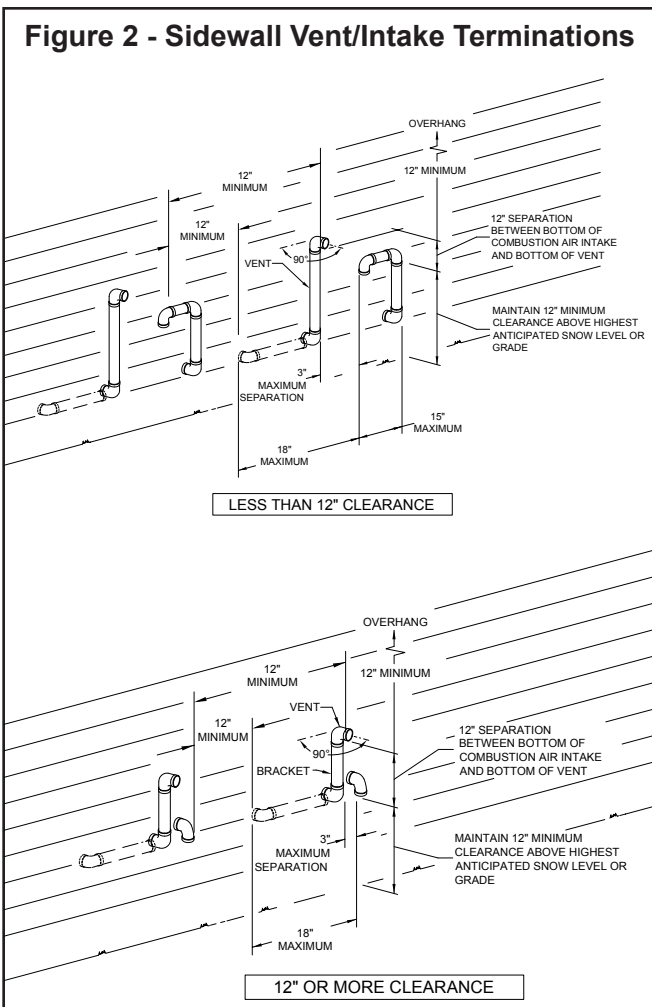 Figure 2 - Sidewall Vent/Intake Terminations
OVERHANG
12"
MINIMUM
12" MINIMUM
12"
MINIMUM
12" SEPARATION
BETWEEN BOTTOM OF
COMBUSTION AIR INTAKE
AND BOTTOM OF VENT
90°
VENT
MAINTAIN 12" MINIMUM
CLEARANCE ABOVE HIGHEST
ANTICIPATED SNOW LEVEL OR
GRADE
3"
MAXIMUM
SEPARATION
15"
MAXIMUM
18"
MAXIMUM
LESS THAN 12" CLEARANCE
OVERHANG
12"
MINIMUM
12" MINIMUM
VENT
12"
MINIMUM
12" SEPARATION
BETWEEN BOTTOM OF
COMBUSTION AIR INTAKE
AND BOTTOM OF VENT
90°
BRACKET
3"
MAXIMUM
SEPARATION
MAINTAIN 12" MINIMUM
CLEARANCE ABOVE HIGHEST
ANTICIPATED SNOW LEVEL OR
GRADE
18"
MAXIMUM
12" OR MORE CLEARANCE